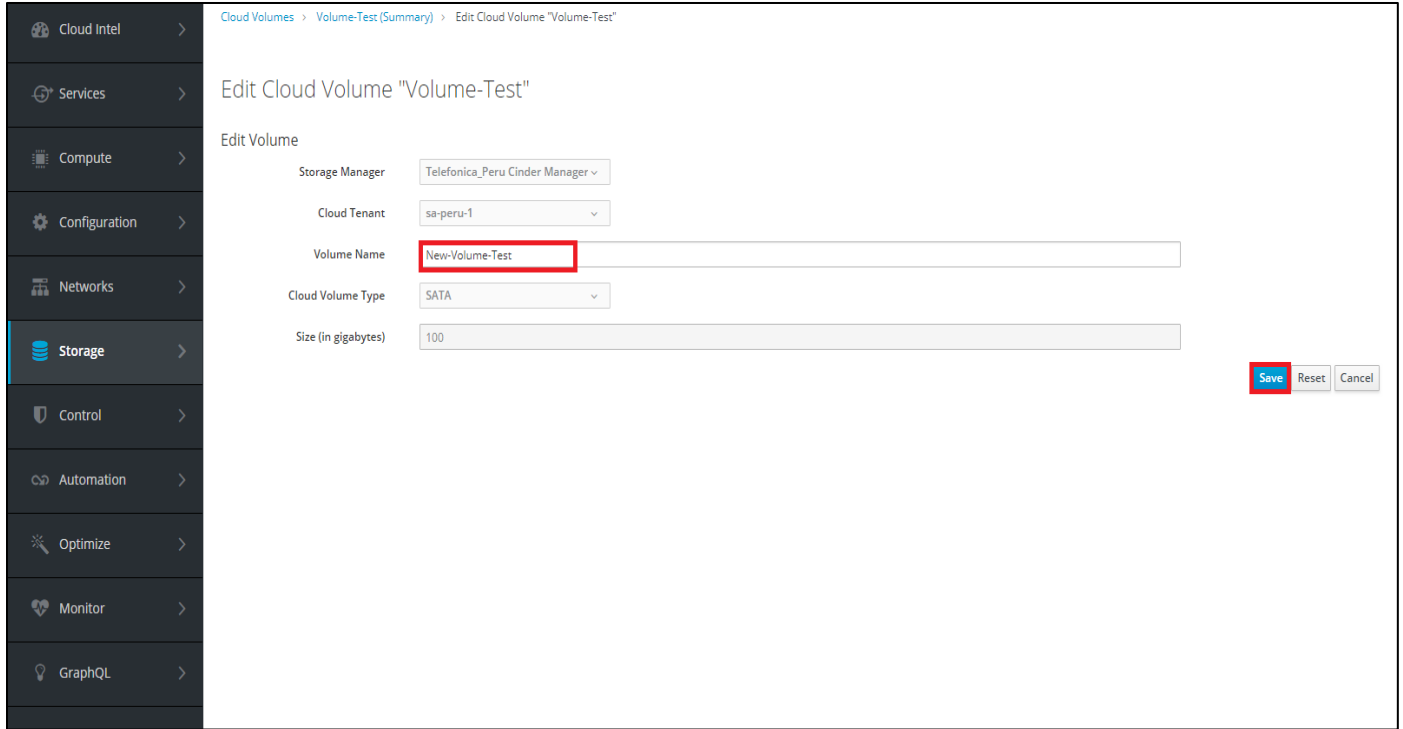 Cloud Intel
Services
Compute
Configuration
Networks
Storage
Control
Automation
Optimize
Monitor
GraphQL
Cloud Volumes > Volume-Test (Summary) > Edit Cloud Volume "Volume-Test"
Edit Cloud Volume "Volume-Test"
Edit Volume
Storage Manager Telefonica_Peru Cinder Manager
Cloud Tenant sa-peru-1
Volume Name New-Volume-Test
Cloud Volume Type SATA
Size (in gigabytes) 100
Save Reset Cancel